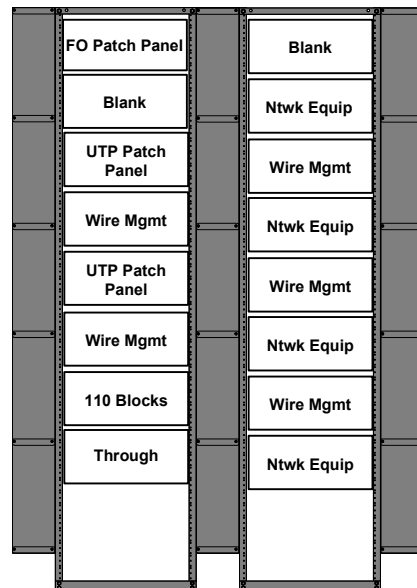 FO Patch Panel
Blank
UTP Patch
Panel
Wire Mgmt
UTP Patch
Panel
Wire Mgmt
110 Blocks
Through
Blank
Ntwk Equip
Wire Mgmt
Ntwk Equip
Wire Mgmt
Ntwk Equip
Wire Mgmt
Ntwk Equip